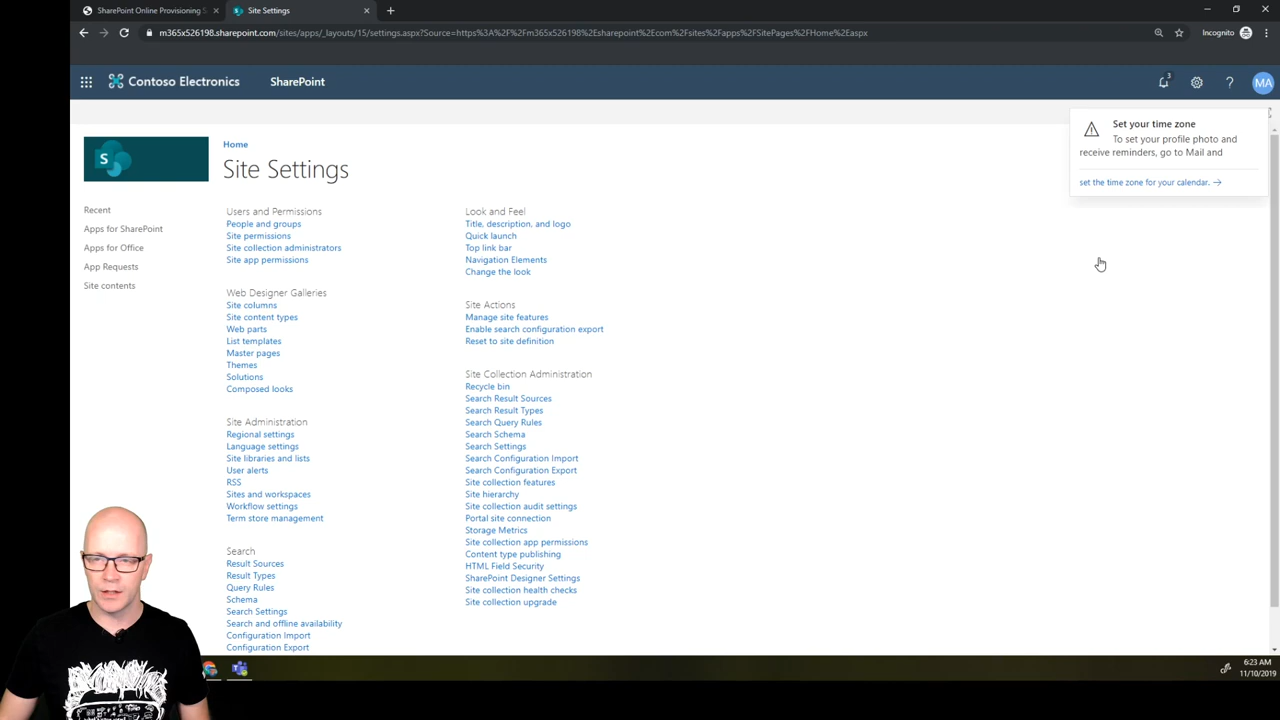 SharePoint Online Provisioning S
Site Settings
m365x526198.sharepoint.com/sites/apps/_layouts/15/settings.aspx?Source=https%3A%2F%2Fm365x526198%2Esharepoint%2Ecom%2Fsites%2Fapps%2FSitePages%2FHome%2Easpx
Incognito
Contoso Electronics
SharePoint
3
?
MA
Set your time zone
To set your profile photo and
receive reminders, go to Mail and
set the time zone for your calendar. →
S
Home
Site Settings
Recent
Apps for SharePoint
Apps for Office
App Requests
Site contents
Users and Permissions
People and groups
Site permissions
Site collection administrators
Site app permissions
Web Designer Galleries
Site columns
Site content types
Web parts
List templates
Master pages
Themes
Solutions
Composed looks
Site Administration
Regional settings
Language settings
Site libraries and lists
User alerts
RSS
Sites and workspaces
Workflow settings
Term store management
Search
Result Sources
Result Types
Query Rules
Schema
Search Settings
Search and offline availability
Configuration Import
Configuration Export
Look and Feel
Title, description, and logo
Quick launch
Top link bar
Navigation Elements
Change the look
Site Actions
Manage site features
Enable search configuration export
Reset to site definition
Site Collection Administration
Recycle bin
Search Result Sources
Search Result Types
Search Query Rules
Search Schema
Search Settings
Search Configuration Import
Search Configuration Export
Site collection features
Site hierarchy
Site collection audit settings
Portal site connection
Storage Metrics
Site collection app permissions
Content type publishing
HTML Field Security
SharePoint Designer Settings
Site collection health checks
Site collection upgrade
6:23 AM
11/10/2019